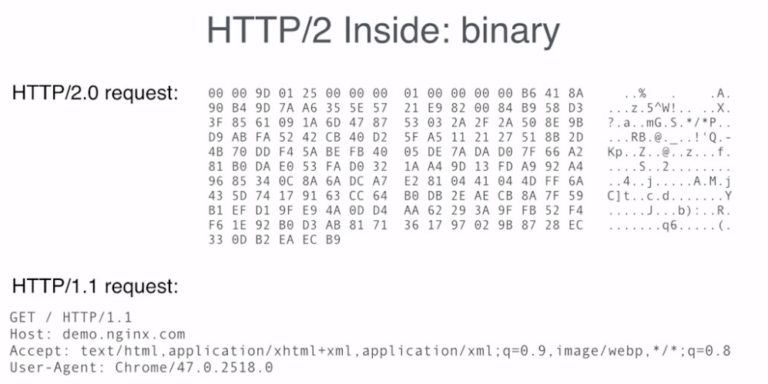 HTTP/2 Inside: binary
HTTP/2.0 request:
00 00 9D 01 25 00 00 00 01 00 00 00 00 B6 41 8A ..% . .A.
90 B4 9D 7A A6 35 5E 57 21 E9 82 00 84 B9 58 D3 ...z.5^W!.. ..X.
3F 85 61 09 1A 6D 47 87 53 03 2A 2F 2A 50 8E 9B ?.a..mG.S.*/*P..
D9 AB FA 52 42 CB 40 D2 5F A5 11 21 27 51 8B 2D ...RB.@._..!'Q.-
4B 70 DD F4 5A BE FB 40 05 DE 7A DA D0 7F 66 A2 Kp..Z..@..z...f.
81 B0 DA E0 53 FA D0 32 1A A4 9D 13 FD A9 92 A4 ....S..2........
96 85 34 0C 8A 6A DC A7 E2 81 04 41 04 4D FF 6A ..4..j.....A.M.j
43 5D 74 17 91 63 CC 64 B0 DB 2E AE CB 8A 7F 59 C]t..c.d.......Y
B1 EF D1 9F E9 4A 0D D4 AA 62 29 3A 9F FB 52 F4 .....J...b):..R.
F6 1E 92 B0 D3 AB 81 71 36 17 97 02 9B 87 28 EC .......q6.....(.
33 0D B2 EA EC B9
HTTP/1.1 request:
GET / HTTP/1.1
Host: demo.nginx.com
Accept: text/html,application/xhtml+xml,application/xml;q=0.9,image/webp,*/*;q=0.8
User-Agent: Chrome/47.0.2518.0